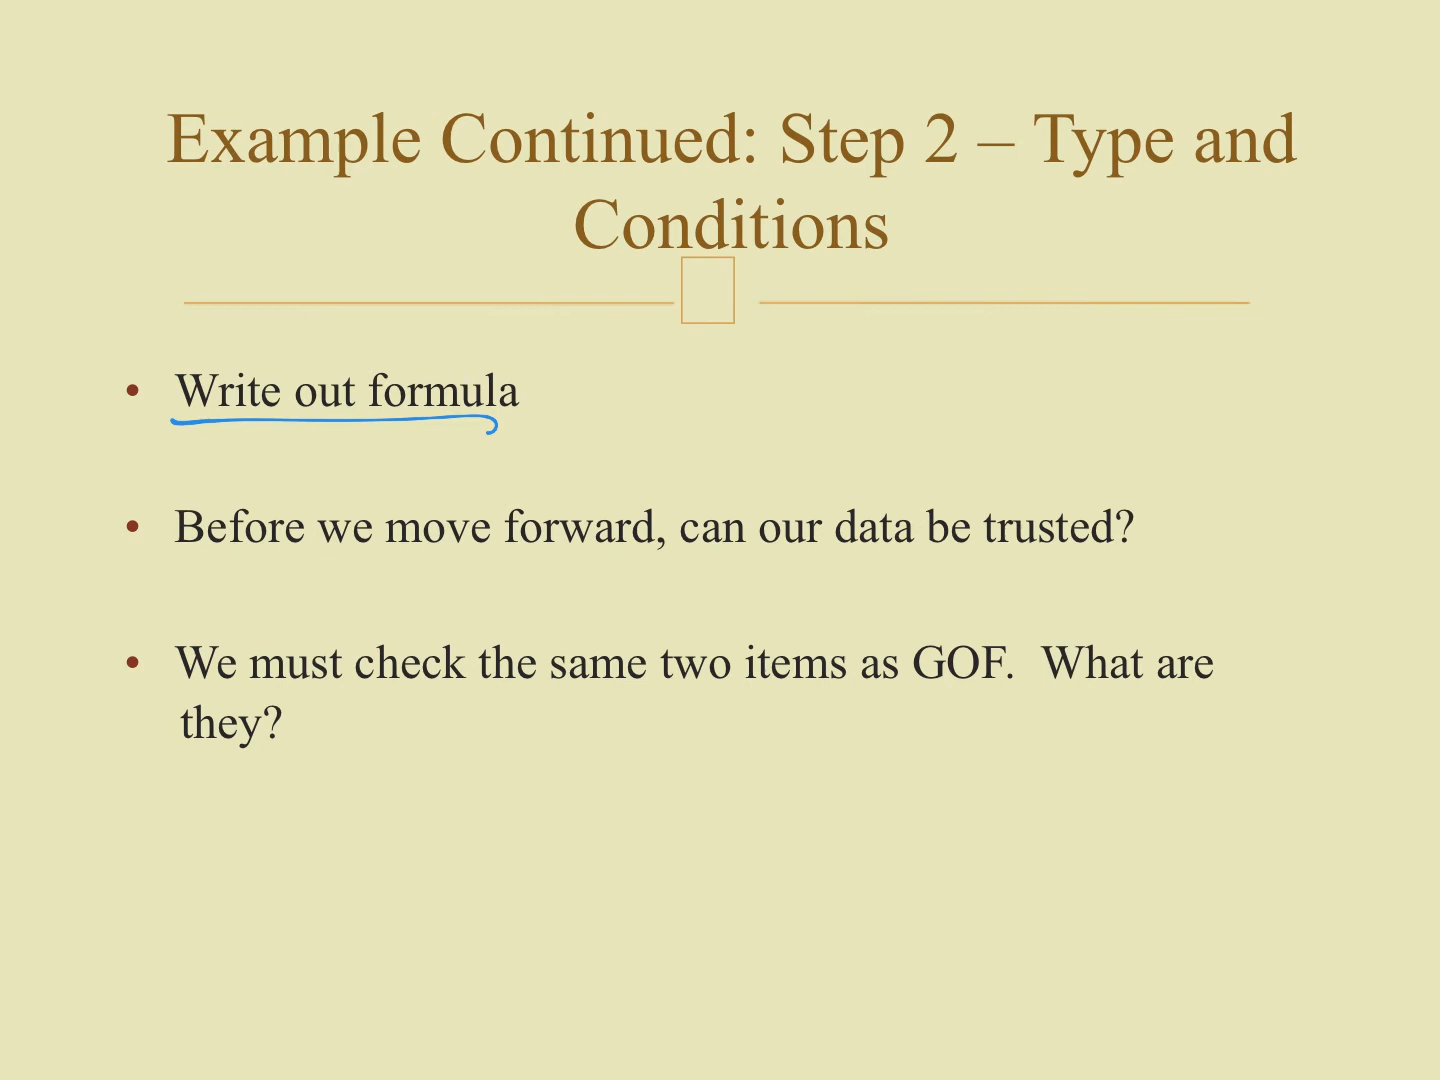 Example Continued: Step 2 – Type and
Conditions
• Write out formula
• Before we move forward, can our data be trusted?
• We must check the same two items as GOF.  What are
they?